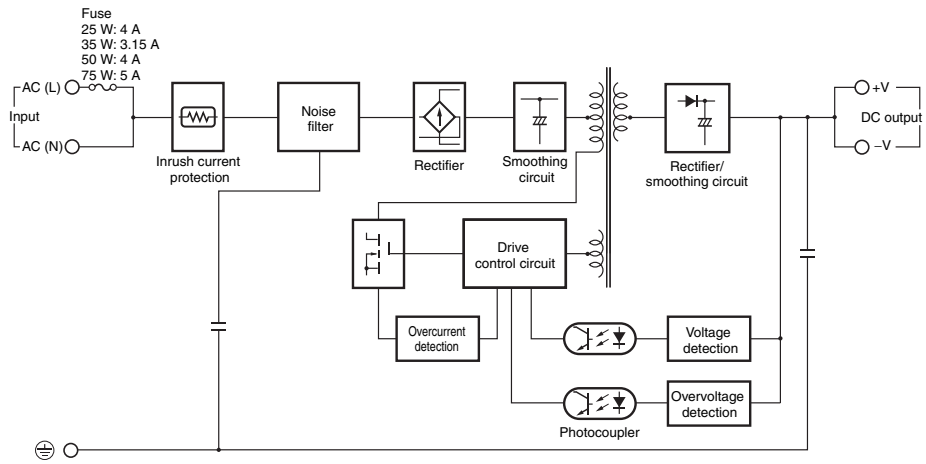 Fuse
25 W: 4 A
35 W: 3.15 A
50 W: 4 A
75 W: 5 A
AC (L)
Input
AC (N)
Inrush current
protection
Noise
filter
Rectifier
Smoothing
circuit
Rectifier/
smoothing circuit
+V
DC output
−V
Drive
control circuit
Overcurrent
detection
Voltage
detection
Overvoltage
detection
Photocoupler